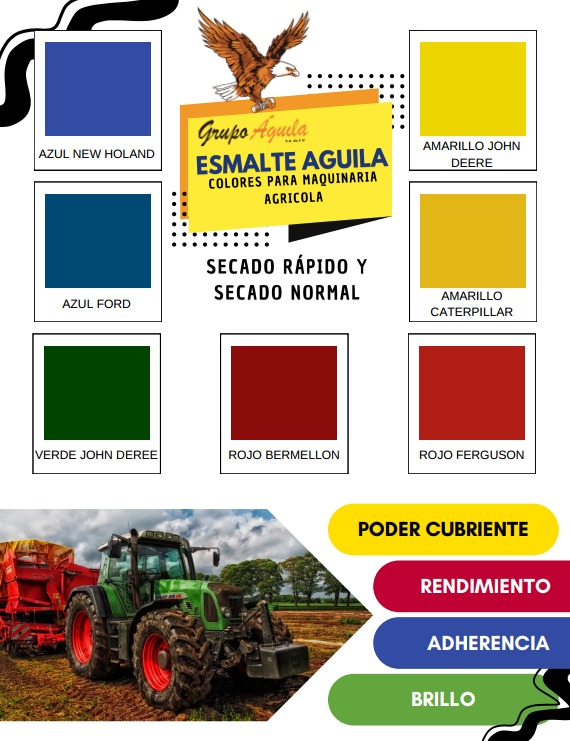 Grupo Águila
S.A. de C.V.
ESMALTE AGUILA
COLORES PARA MAQUINARIA
AGRICOLA
SECADO RÁPIDO Y
SECADO NORMAL
AZUL NEW HOLAND
AMARILLO JOHN
DEERE
AZUL FORD
AMARILLO
CATERPILLAR
VERDE JOHN DEREE
ROJO BERMELLON
ROJO FERGUSON
PODER CUBRIENTE
RENDIMIENTO
ADHERENCIA
BRILLO